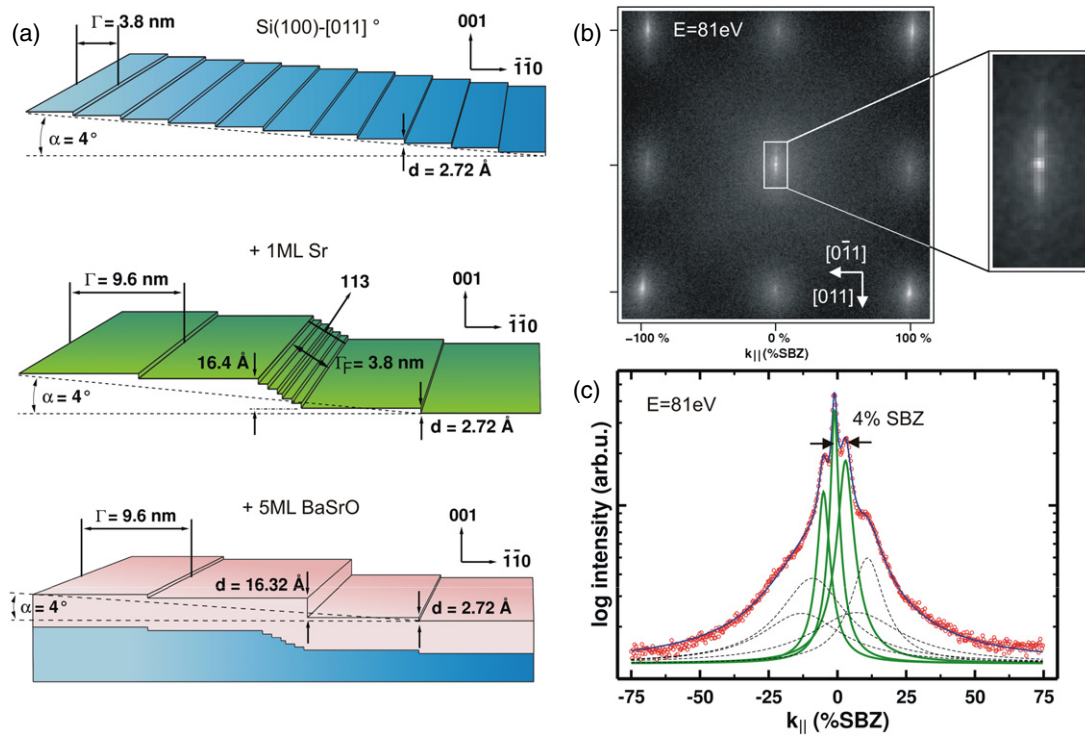 (a)
Γ = 3.8 nm
Si(100)-[011] °
001
1̄1̄0
α = 4°
d = 2.72 Å
+ 1ML Sr
Γ = 9.6 nm
113
001
1̄1̄0
16.4 Å
ΓF = 3.8 nm
α = 4°
d = 2.72 Å
+ 5ML BaSrO
Γ = 9.6 nm
001
1̄1̄0
d = 16.32 Å
d = 2.72 Å
α = 4°
(b)
E=81eV
[01̄1]
[011]
−100 % 0 % 100 %
k||(%SBZ)
(c)
E=81eV
4% SBZ
log intensity (arb.u.)
-75 -50 -25 0 25 50 75
k|| (%SBZ)